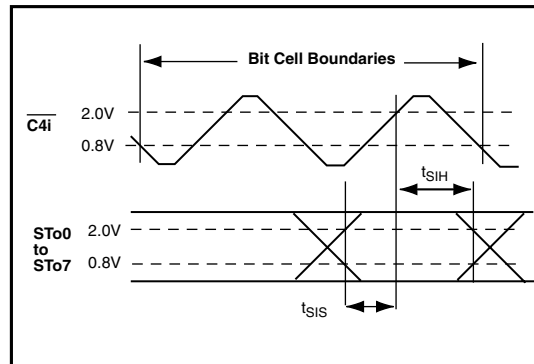 Bit Cell Boundaries
C4i
2.0V
0.8V
tSIH
STo0
to
STo7
2.0V
0.8V
tSIS